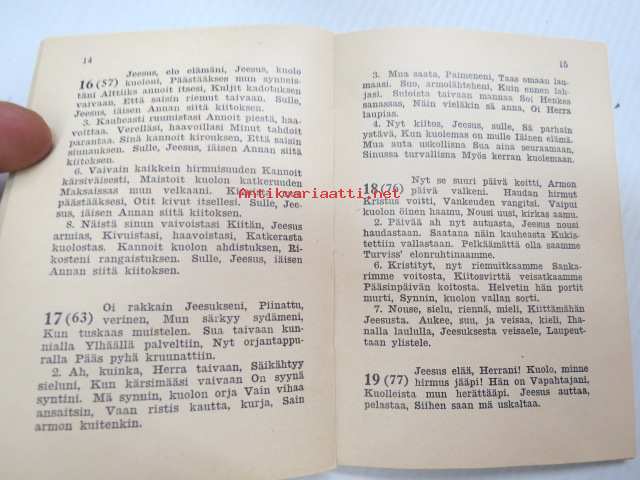 14
Jeesus, elo elämäni, Jeesus, kuolo
16 (57) kuoloni, Päästääkses mun synneis-
täni Alttiiks annoit itsesi, Kuljit kadotuksen
vaivaan, Että saisin riemut taivaan. Sulle,
Jeesus, iäisen Annan siitä kiitoksen.
3. Kauheasti ruumistasi Annoit piestä, haa-
voittaa. Verelläsi, haavoillasi Minut tahdoit
parantaa. Sinä kannoit kirouksen, Että saisin
siunauksen. Sulle, Jeesus, iäisen Annan siitä
kiitoksen.
6. Vaivain kaikkein hirmuisuuden Kannoit
kärsiväisesti, Maistoit kuolon katkeruuden
Maksaissas mun velkaani.
päästääksesi, Otit kivut itsellesi. Sulle, Jee-
sus, iäisen Annan siitä kiitoksen.
8. Näistä sinun vaivoistasi Kiitän, Jeesus
armias, Kivuistasi, haavoistasi, Katkerasta
kuolostas. Kannoit kuolon ahdistuksen, Ri-
kosteni rangaistuksen. Sulle, Jeesus, iäisen
Annan siitä kiitoksen.
Oi rakkain Jeesukseni, Piinattu,
17 (63) verinen, Mun särkyy sydämeni,
Kun tuskaas muistelen. Sua taivaan kun-
nialla Ylhäällä palveltiin, Nyt orjantappu-
ralla Pääs pyhä kruunattiin.
2. Ah, kuinka, Herra taivaan, Säikähtyy
sieluni, Kun kärsimääsi vaivaan On syynä
syntini. Mä synnin, kuolon orja Vain vihaa
ansaitsin, Vaan ristis kautta, kurja, Sain
armon kuitenkin.
15
3. Mua saata, Paimeneni, Taas omaan lau-
maasi. Suo, armolähteheni, Kuin ennen lah-
jasi. Suloista taivaan mannaa Soi Henkes
sanassas, Näin vieläkin sä anna, Oi Herra
laupias.
4. Nyt kiitos, Jeesus, sulle, Sä parhain
ystävä, Kun kuolemas on mulle Iäinen elämä.
Mun opeta uskossa Sua aina seuraamaan,
Sinussa turvallisna Myös kerran kuolemaan.
Nyt se suuri päivä koitti, Armon
18 (76) päivä valkeni. Haudan hirmut
Kristus voitti, Vankeuden vangitsi. Vaipui
kuolon öinen haamu, Nousi uusi, kirkas aamu.
2. Päivää ah nyt autuasta, Jeesus nousi
haudastaan. Saatana näin kauheasta Kukis-
tettiin vallastaan. Pelkäämättä olla saamme
Turviss' elonruhtinaamme.
6. Kristityt, nyt riemuitkaamme Sanka-
rimme voitosta, Kiitosvirttä veisatkaamme
Pääsinpäivän koitosta. Helvetin hän portit
murti, Synnin, kuolon vallan sorti.
7. Nouse, sielu, riennä, mieli, Kiittämähän
Jeesusta. Aukee, suu, ja veisaa, kieli, Iha-
nalla laululla, Jeesuksesta veisaele, Laupeut-
taan ylistele.
Jeesus elää, Herrani! Kuolo, minne
19 (77) hirmus jääpi! Hän on Vapahtajani,
Kuolleista mun herättääpi. Jeesus auttaa,
pelastaa, Siihen saan mä uskaltaa.
Antikvariaatti.net